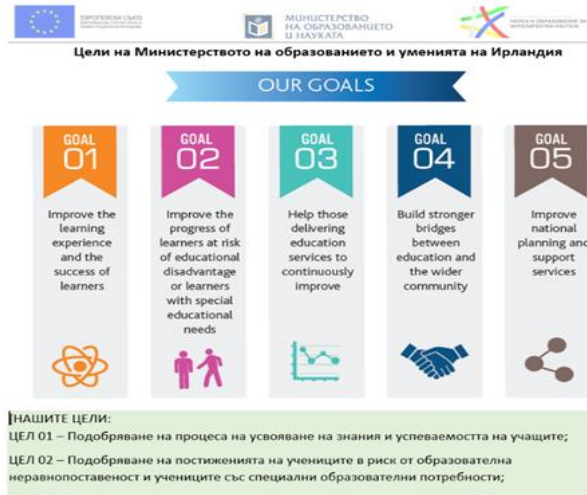 ЕВРОПЕЙСКИ СЪЮЗ
МИНИСТЕРСТВО
НА ОБРАЗОВАНИЕТО
И НАУКАТА
НАУКА И ОБРАЗОВАНИЕ ЗА
Цели на Министерството на образованието и уменията на Ирландия
OUR GOALS
GOAL
01
Improve the
learning
experience
and the
success of
learners
GOAL
02
Improve the
progress of
learners at risk
of educational
disadvantage
or learners
with special
educational
needs
GOAL
03
Help those
delivering
education
services to
continuously
improve
GOAL
04
Build stronger
bridges
between
education and
the wider
community
GOAL
05
Improve
national
planning and
support
services
НАШИТЕ ЦЕЛИ:
ЦЕЛ 01 – Подобряване на процеса на усвояване на знания и успеваемостта на учащите;
ЦЕЛ 02 – Подобряване на постиженията на учениците в риск от образователна
неравнопоставеност и учениците със специални образователни потребности;